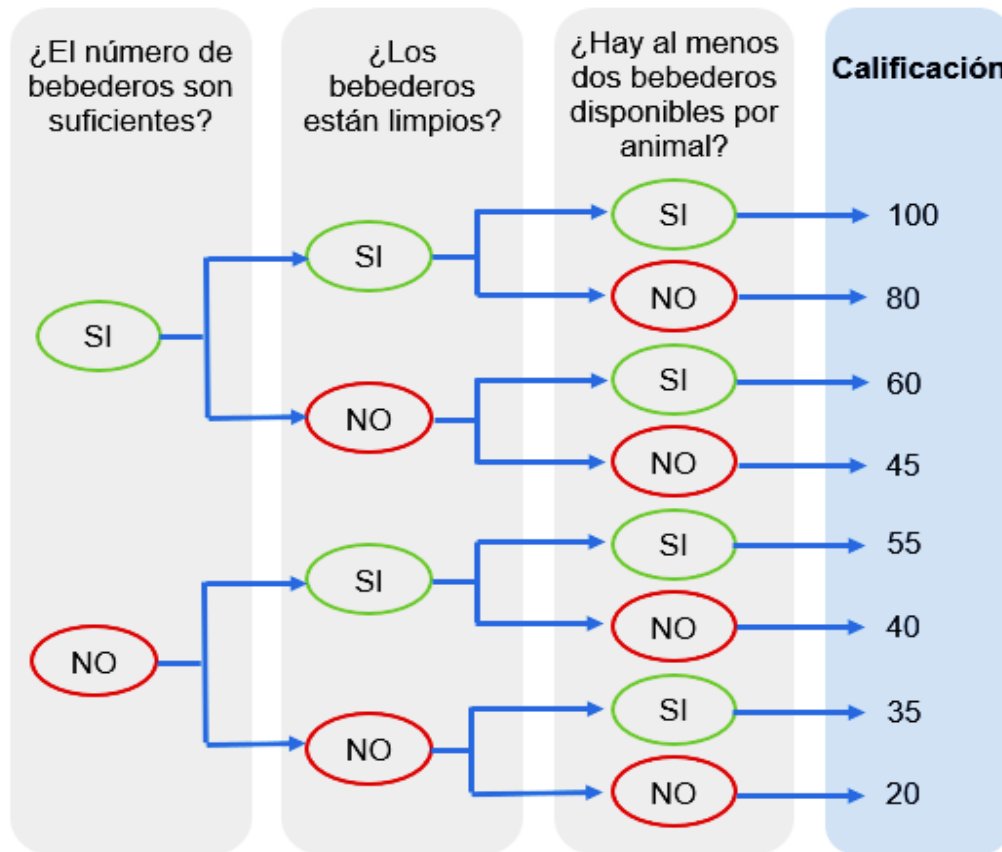 ¿El número de
bebederos son
suficientes?
¿Los
bebederos
están limpios?
¿Hay al menos
dos bebederos
disponibles por
animal?
Calificación
SI
NO
SI
NO
SI
NO
SI
NO
SI
NO
SI
NO
SI
NO
100
80
60
45
55
40
35
20